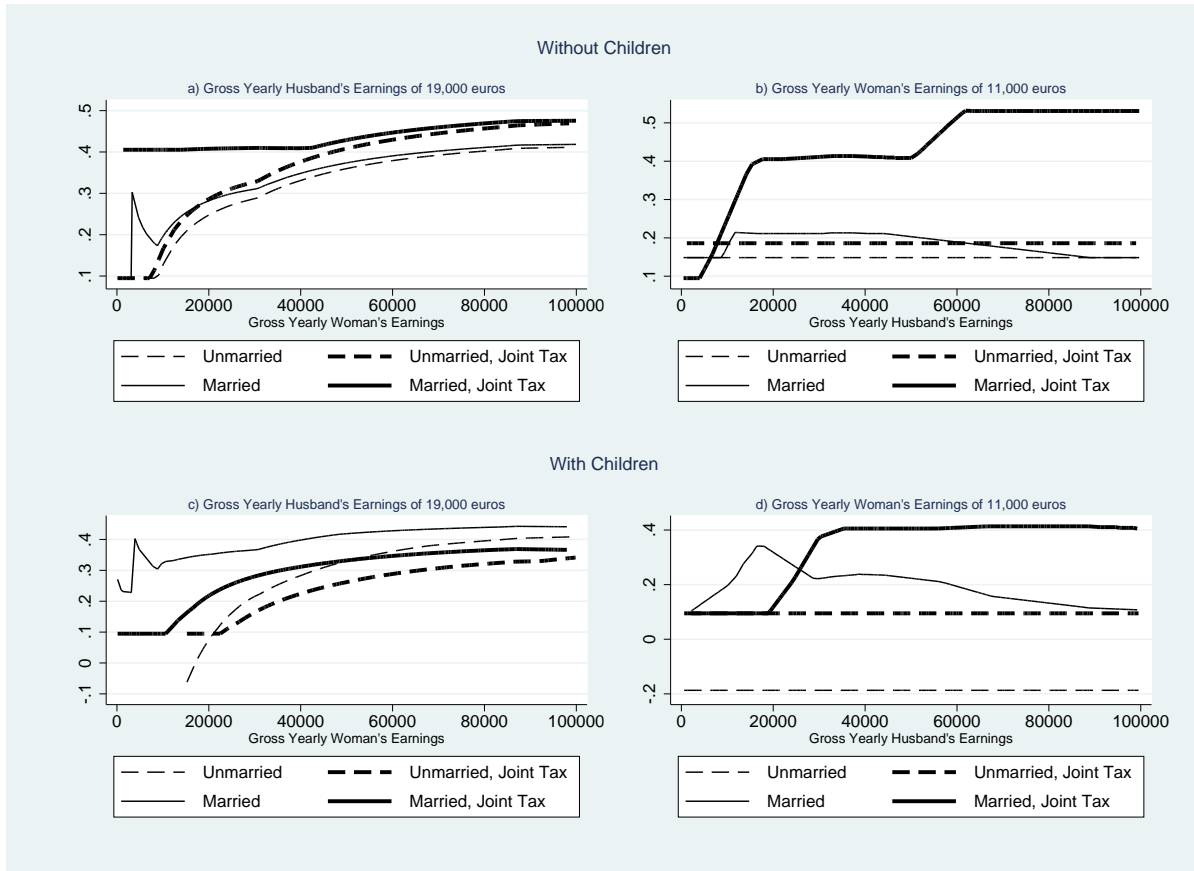 Without Children
a) Gross Yearly Husband's Earnings of 19,000 euros
.5
.4
.3
.2
.1
0 20000 40000 60000 80000 100000
Gross Yearly Woman's Earnings
Unmarried Unmarried, Joint Tax
Married Married, Joint Tax
b) Gross Yearly Woman's Earnings of 11,000 euros
.5
.4
.3
.2
.1
0 20000 40000 60000 80000 100000
Gross Yearly Husband's Earnings
Unmarried Unmarried, Joint Tax
Married Married, Joint Tax
With Children
c) Gross Yearly Husband's Earnings of 19,000 euros
.4
.3
.2
.1
0
-.1
0 20000 40000 60000 80000 100000
Gross Yearly Woman's Earnings
Unmarried Unmarried, Joint Tax
Married Married, Joint Tax
d) Gross Yearly Woman's Earnings of 11,000 euros
.4
.2
0
-.2
0 20000 40000 60000 80000 100000
Gross Yearly Husband's Earnings
Unmarried Unmarried, Joint Tax
Married Married, Joint Tax